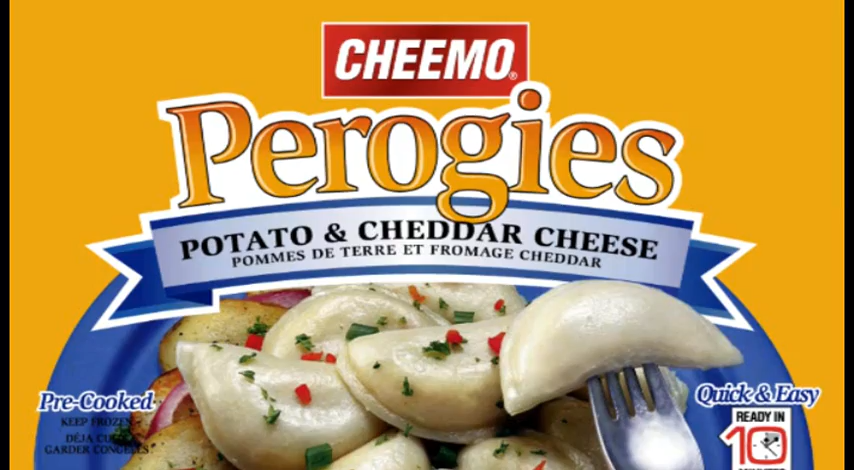 CHEEMO®
Perogies
POTATO & CHEDDAR CHEESE
POMMES DE TERRE ET FROMAGE CHEDDAR
Pre-Cooked
KEEP FROZEN
DÉJA
GARDER
Quick & Easy
READY IN
10